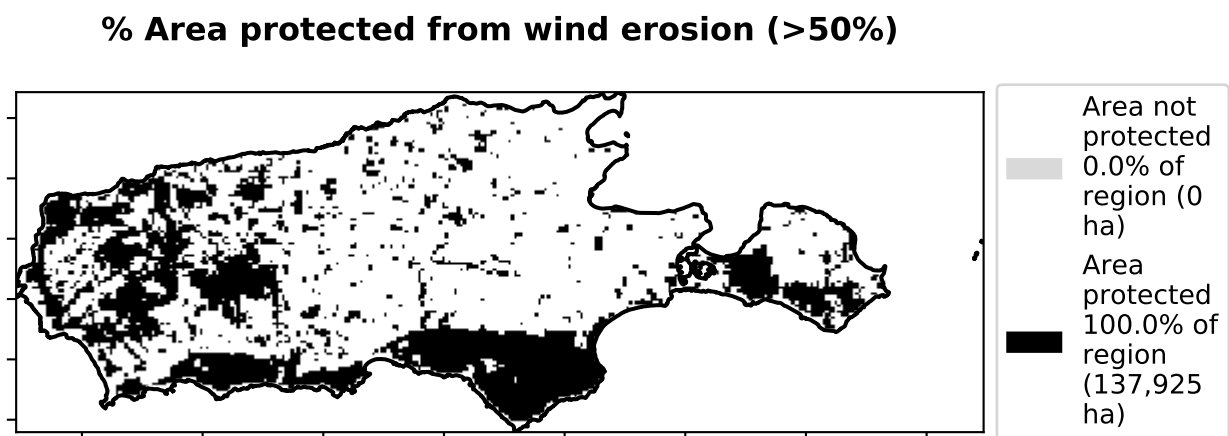 % Area protected from wind erosion (>50%)
Area not
protected
0.0% of
region (0
ha)
Area
protected
100.0% of
region
(137,925
ha)